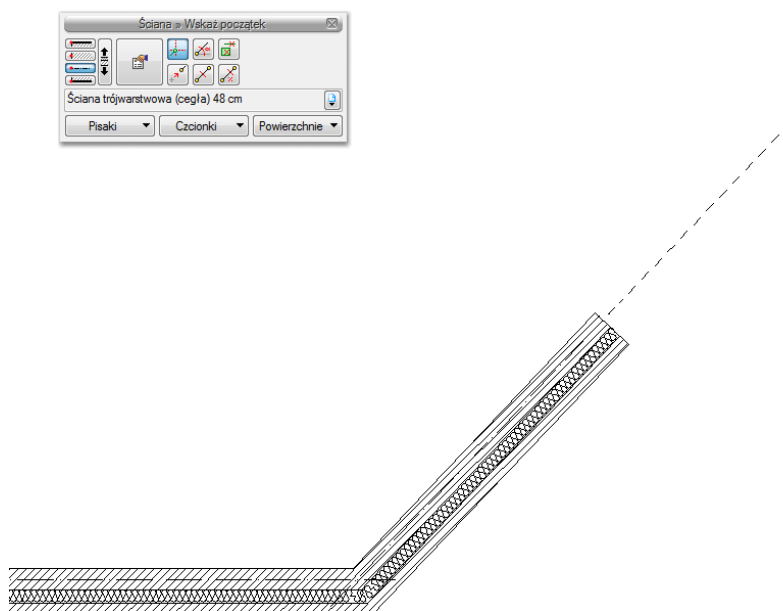 Ściana » Wskaż początek
Ściana trójwarstwowa (cegła) 48 cm
Pisaki Czcionki Powierzchnie